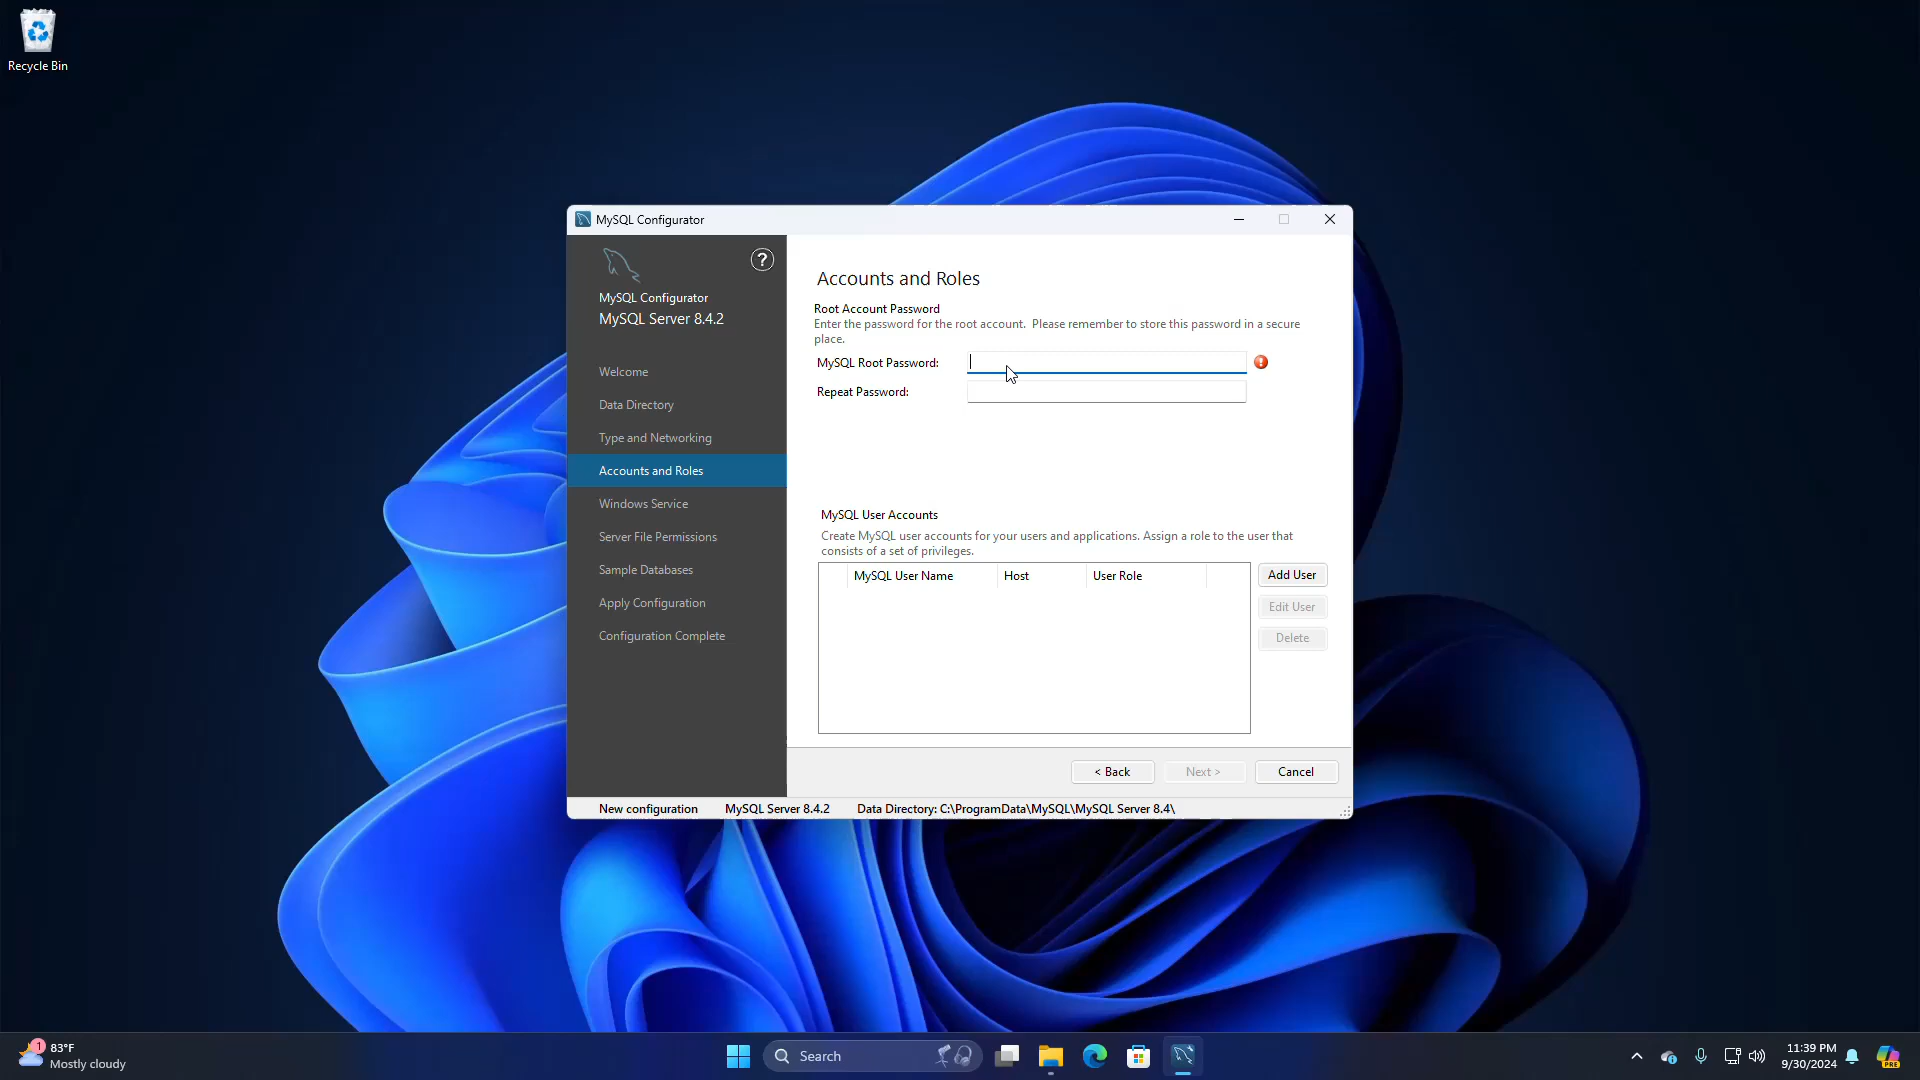 Recycle Bin
MySQL Configurator
?
MySQL Configurator
MySQL Server 8.4.2
Welcome
Data Directory
Type and Networking
Accounts and Roles
Windows Service
Server File Permissions
Sample Databases
Apply Configuration
Configuration Complete
Accounts and Roles
Root Account Password
Enter the password for the root account. Please remember to store this password in a secure
place.
MySQL Root Password:
Repeat Password:
MySQL User Accounts
Create MySQL user accounts for your users and applications. Assign a role to the user that
consists of a set of privileges.
MySQL User Name Host User Role
Add User
Edit User
Delete
< Back Next > Cancel
New configuration MySQL Server 8.4.2 Data Directory: C:\ProgramData\MySQL\MySQL Server 8.4\
1
83°F
Mostly cloudy
Search
11:39 PM
9/30/2024
PRE